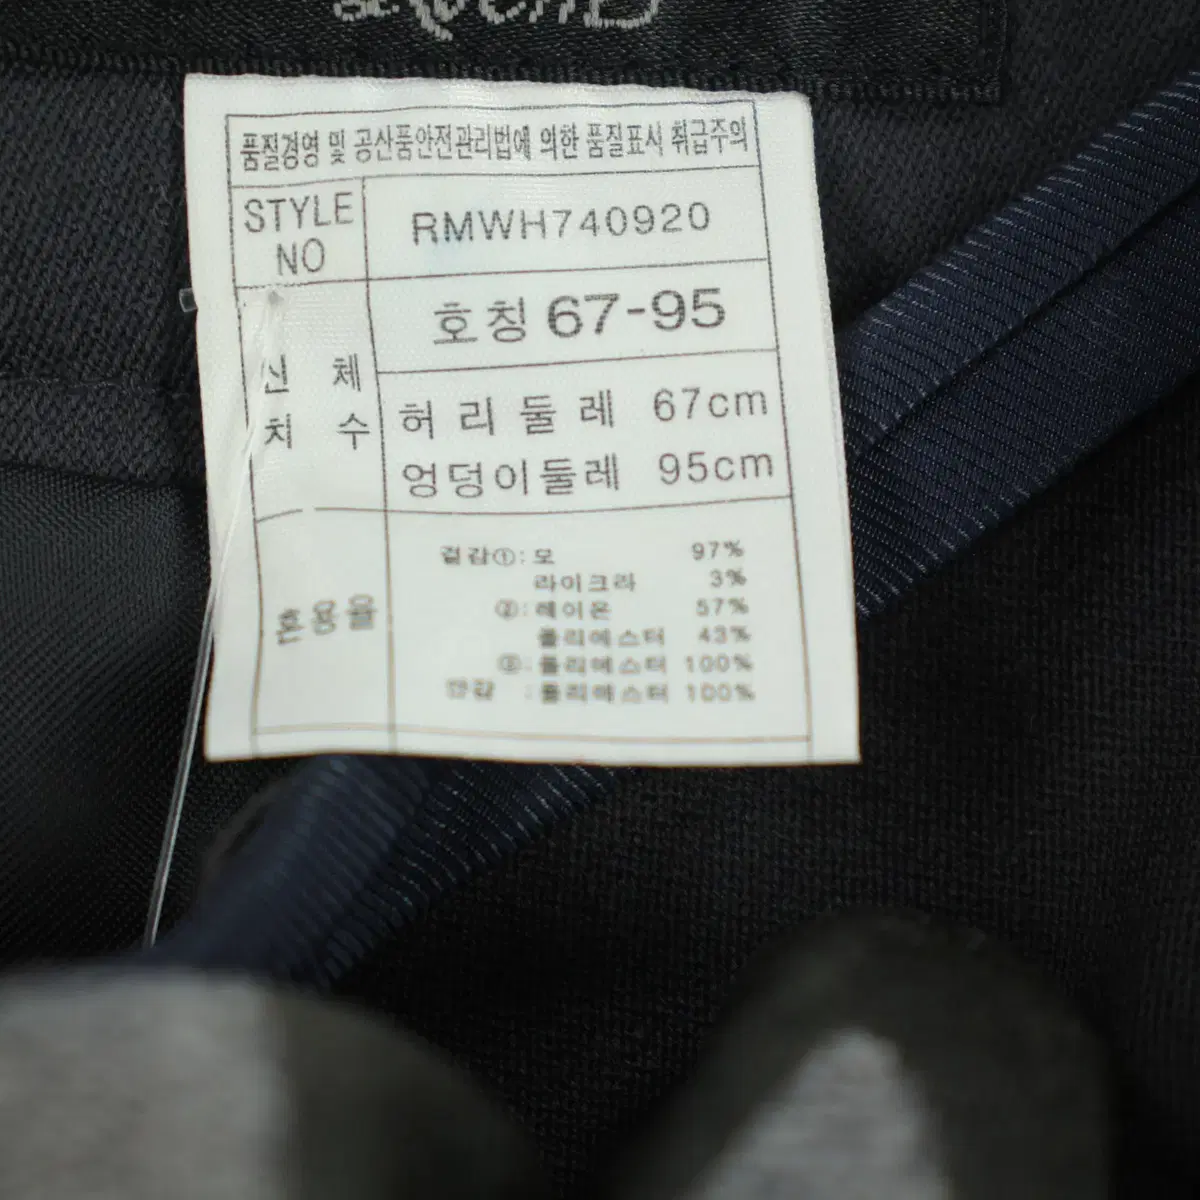 품질경영 및 공산품안전관리법에 의한 품질표시 취급주의
STYLE NO
RMWH740920
신체 치수
호칭 67-95
허리둘레 67cm
엉덩이둘레 95cm
혼용율
겉감①: 모 97%
라이크라 3%
②: 레이온 57%
폴리에스터 43%
③: 폴리에스터 100%
안감 : 폴리에스터 100%